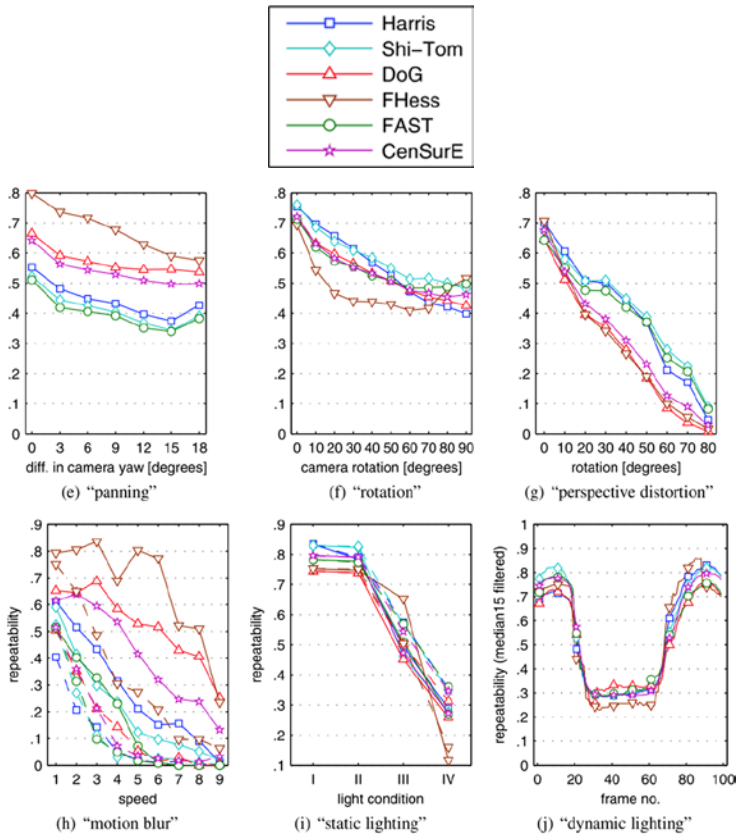 Harris
Shi-Tom
DoG
FHess
FAST
CenSurE
.8
.7
.6
.5
.4
.3
.2
.1
0
0 3 6 9 12 15 18
diff. in camera yaw [degrees]
(e) "panning"
.8
.7
.6
.5
.4
.3
.2
.1
0
0 10 20 30 40 50 60 70 80 90
camera rotation [degrees]
(f) "rotation"
.8
.7
.6
.5
.4
.3
.2
.1
0
0 10 20 30 40 50 60 70 80
rotation [degrees]
(g) "perspective distortion"
repeatability
.9
.8
.7
.6
.5
.4
.3
.2
.1
0
1 2 3 4 5 6 7 8 9
speed
(h) "motion blur"
repeatability
.9
.8
.7
.6
.5
.4
.3
.2
.1
I II III IV
light condition
(i) "static lighting"
repeatability (median15 filtered)
1
.9
.8
.7
.6
.5
.4
.3
.2
.1
0
0 20 40 60 80 100
frame no.
(j) "dynamic lighting"